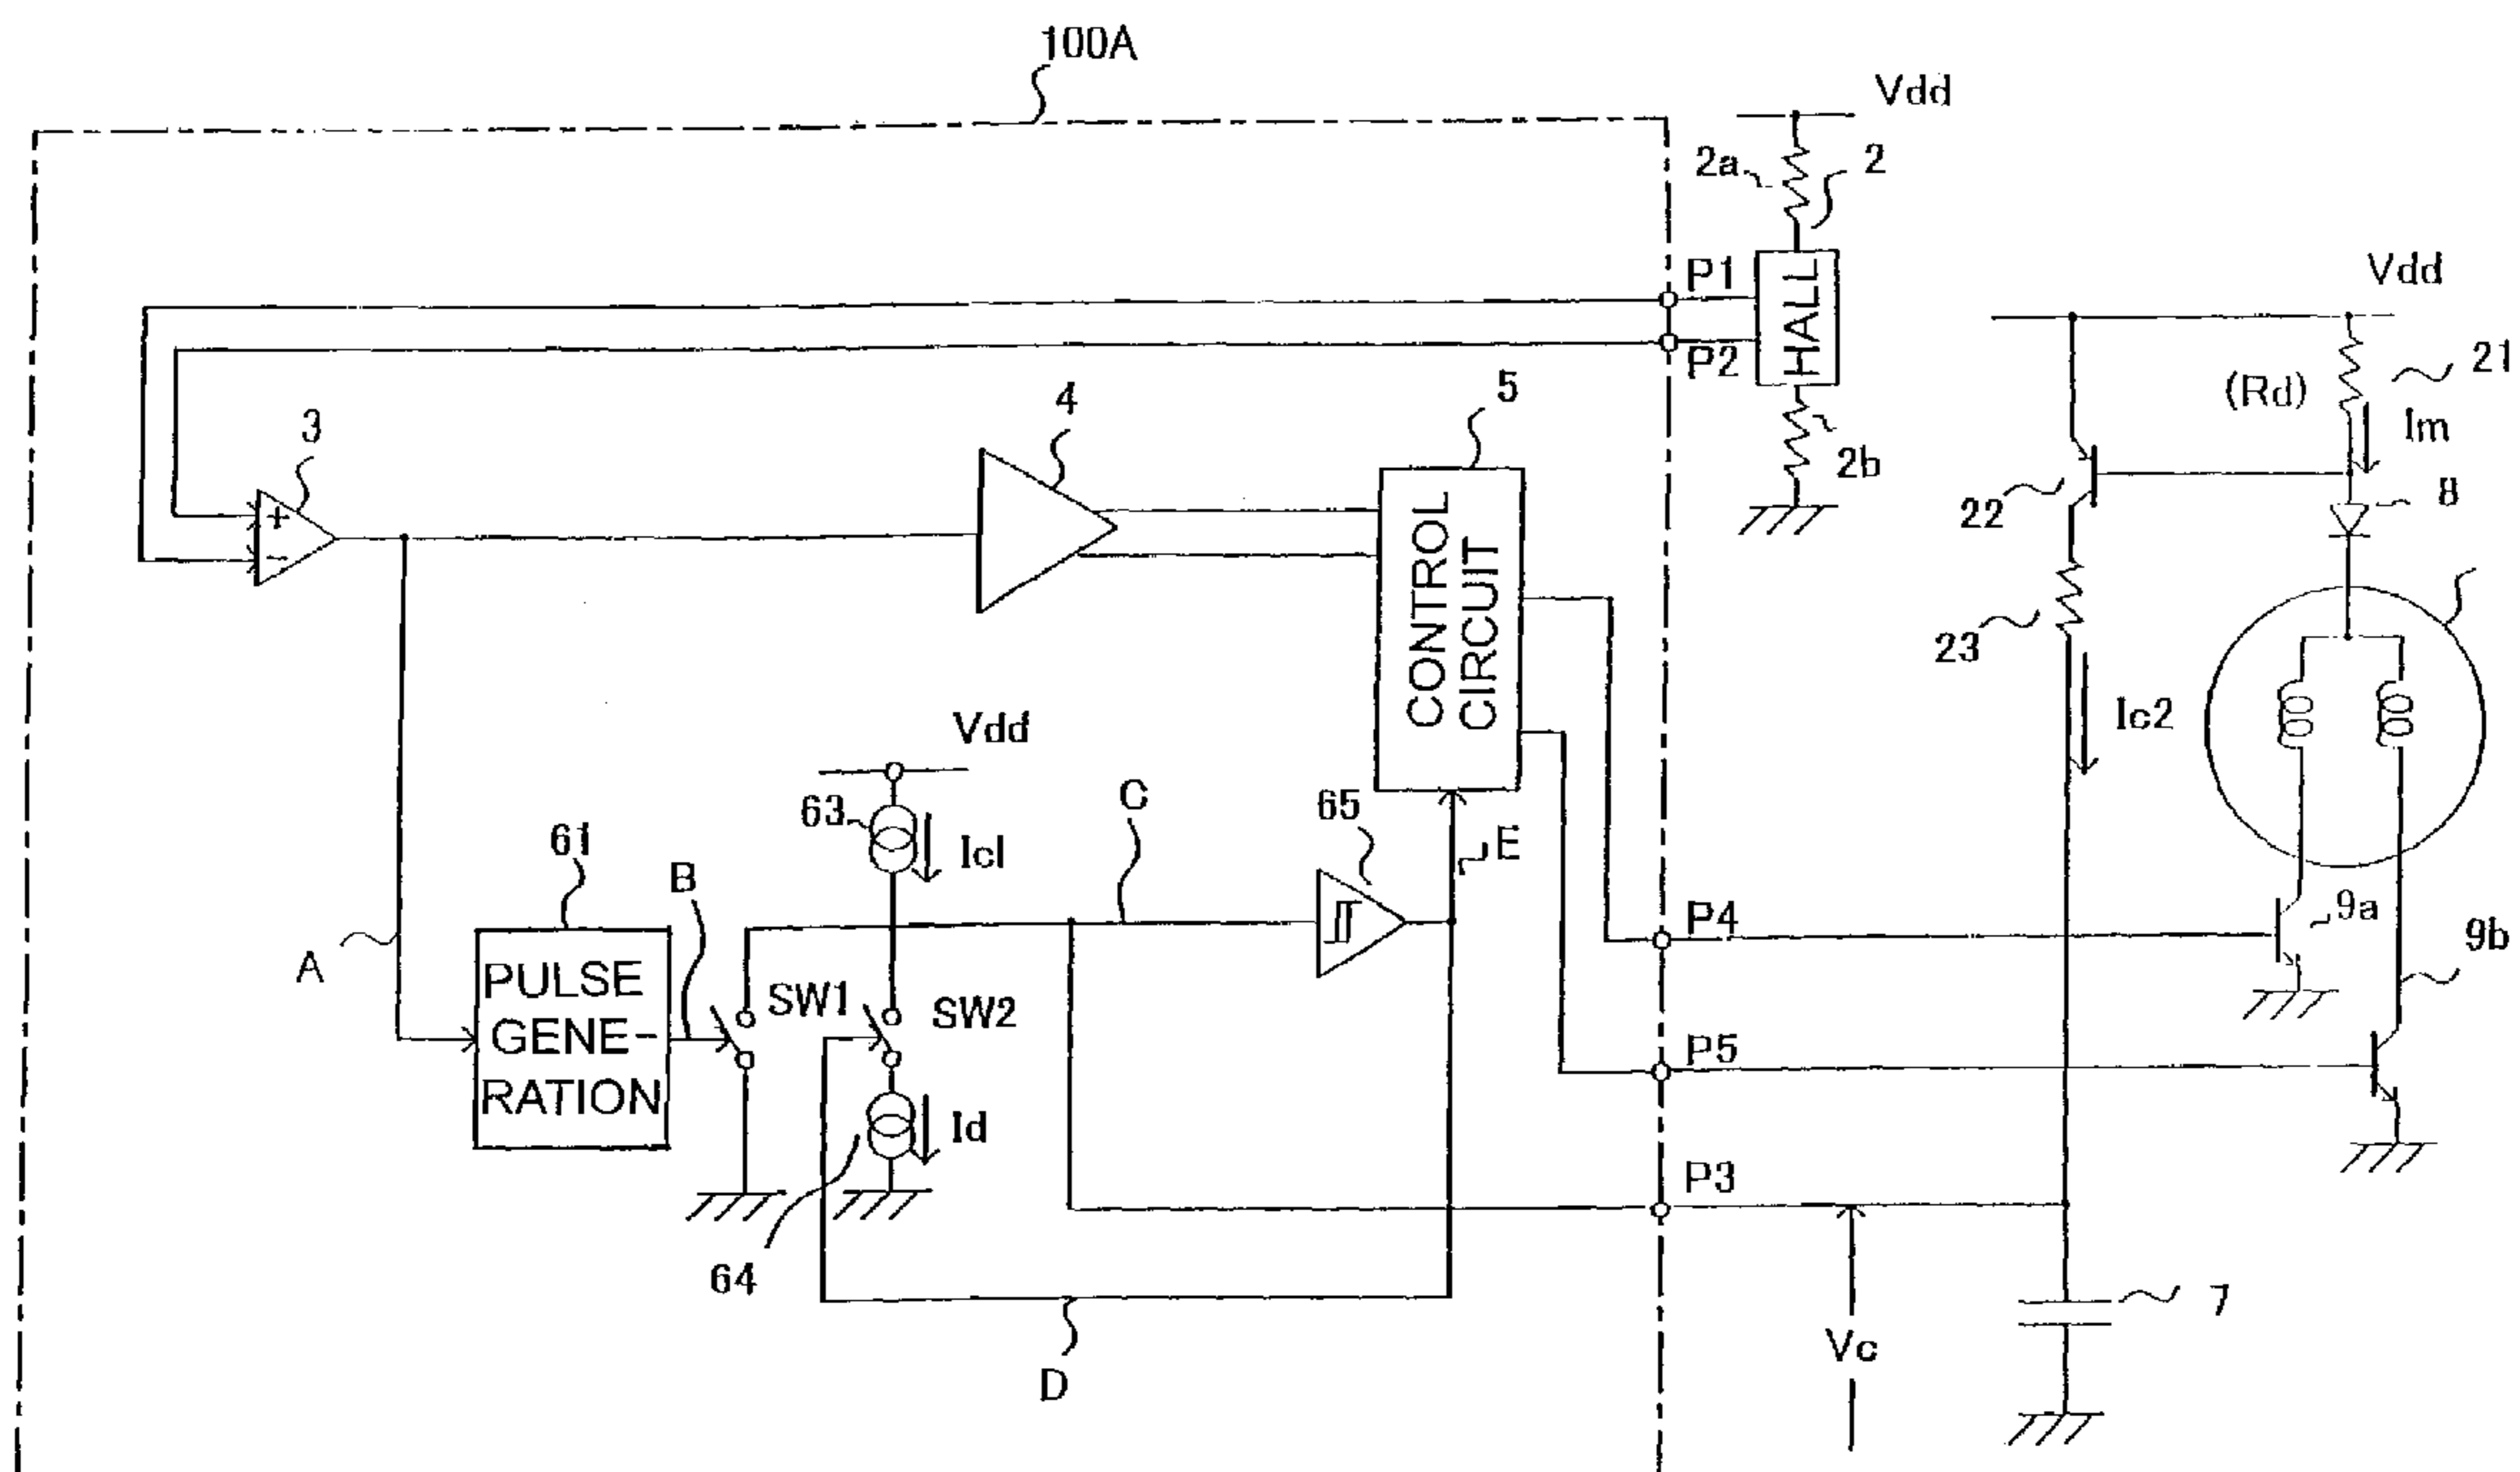 100A
Vdd
2a
2
P1
P2
HALL
2b
Vdd
(Rd)
21
Im
22
8
23
Ic2
3
4
5
CONTROL
CIRCUIT
Vdd
63
Icl
C
65
E
61
B
A
PULSE
GENE-
RATION
SW1
SW2
Id
64
D
P4
9a
9b
P5
P3
Vc
7
+
-